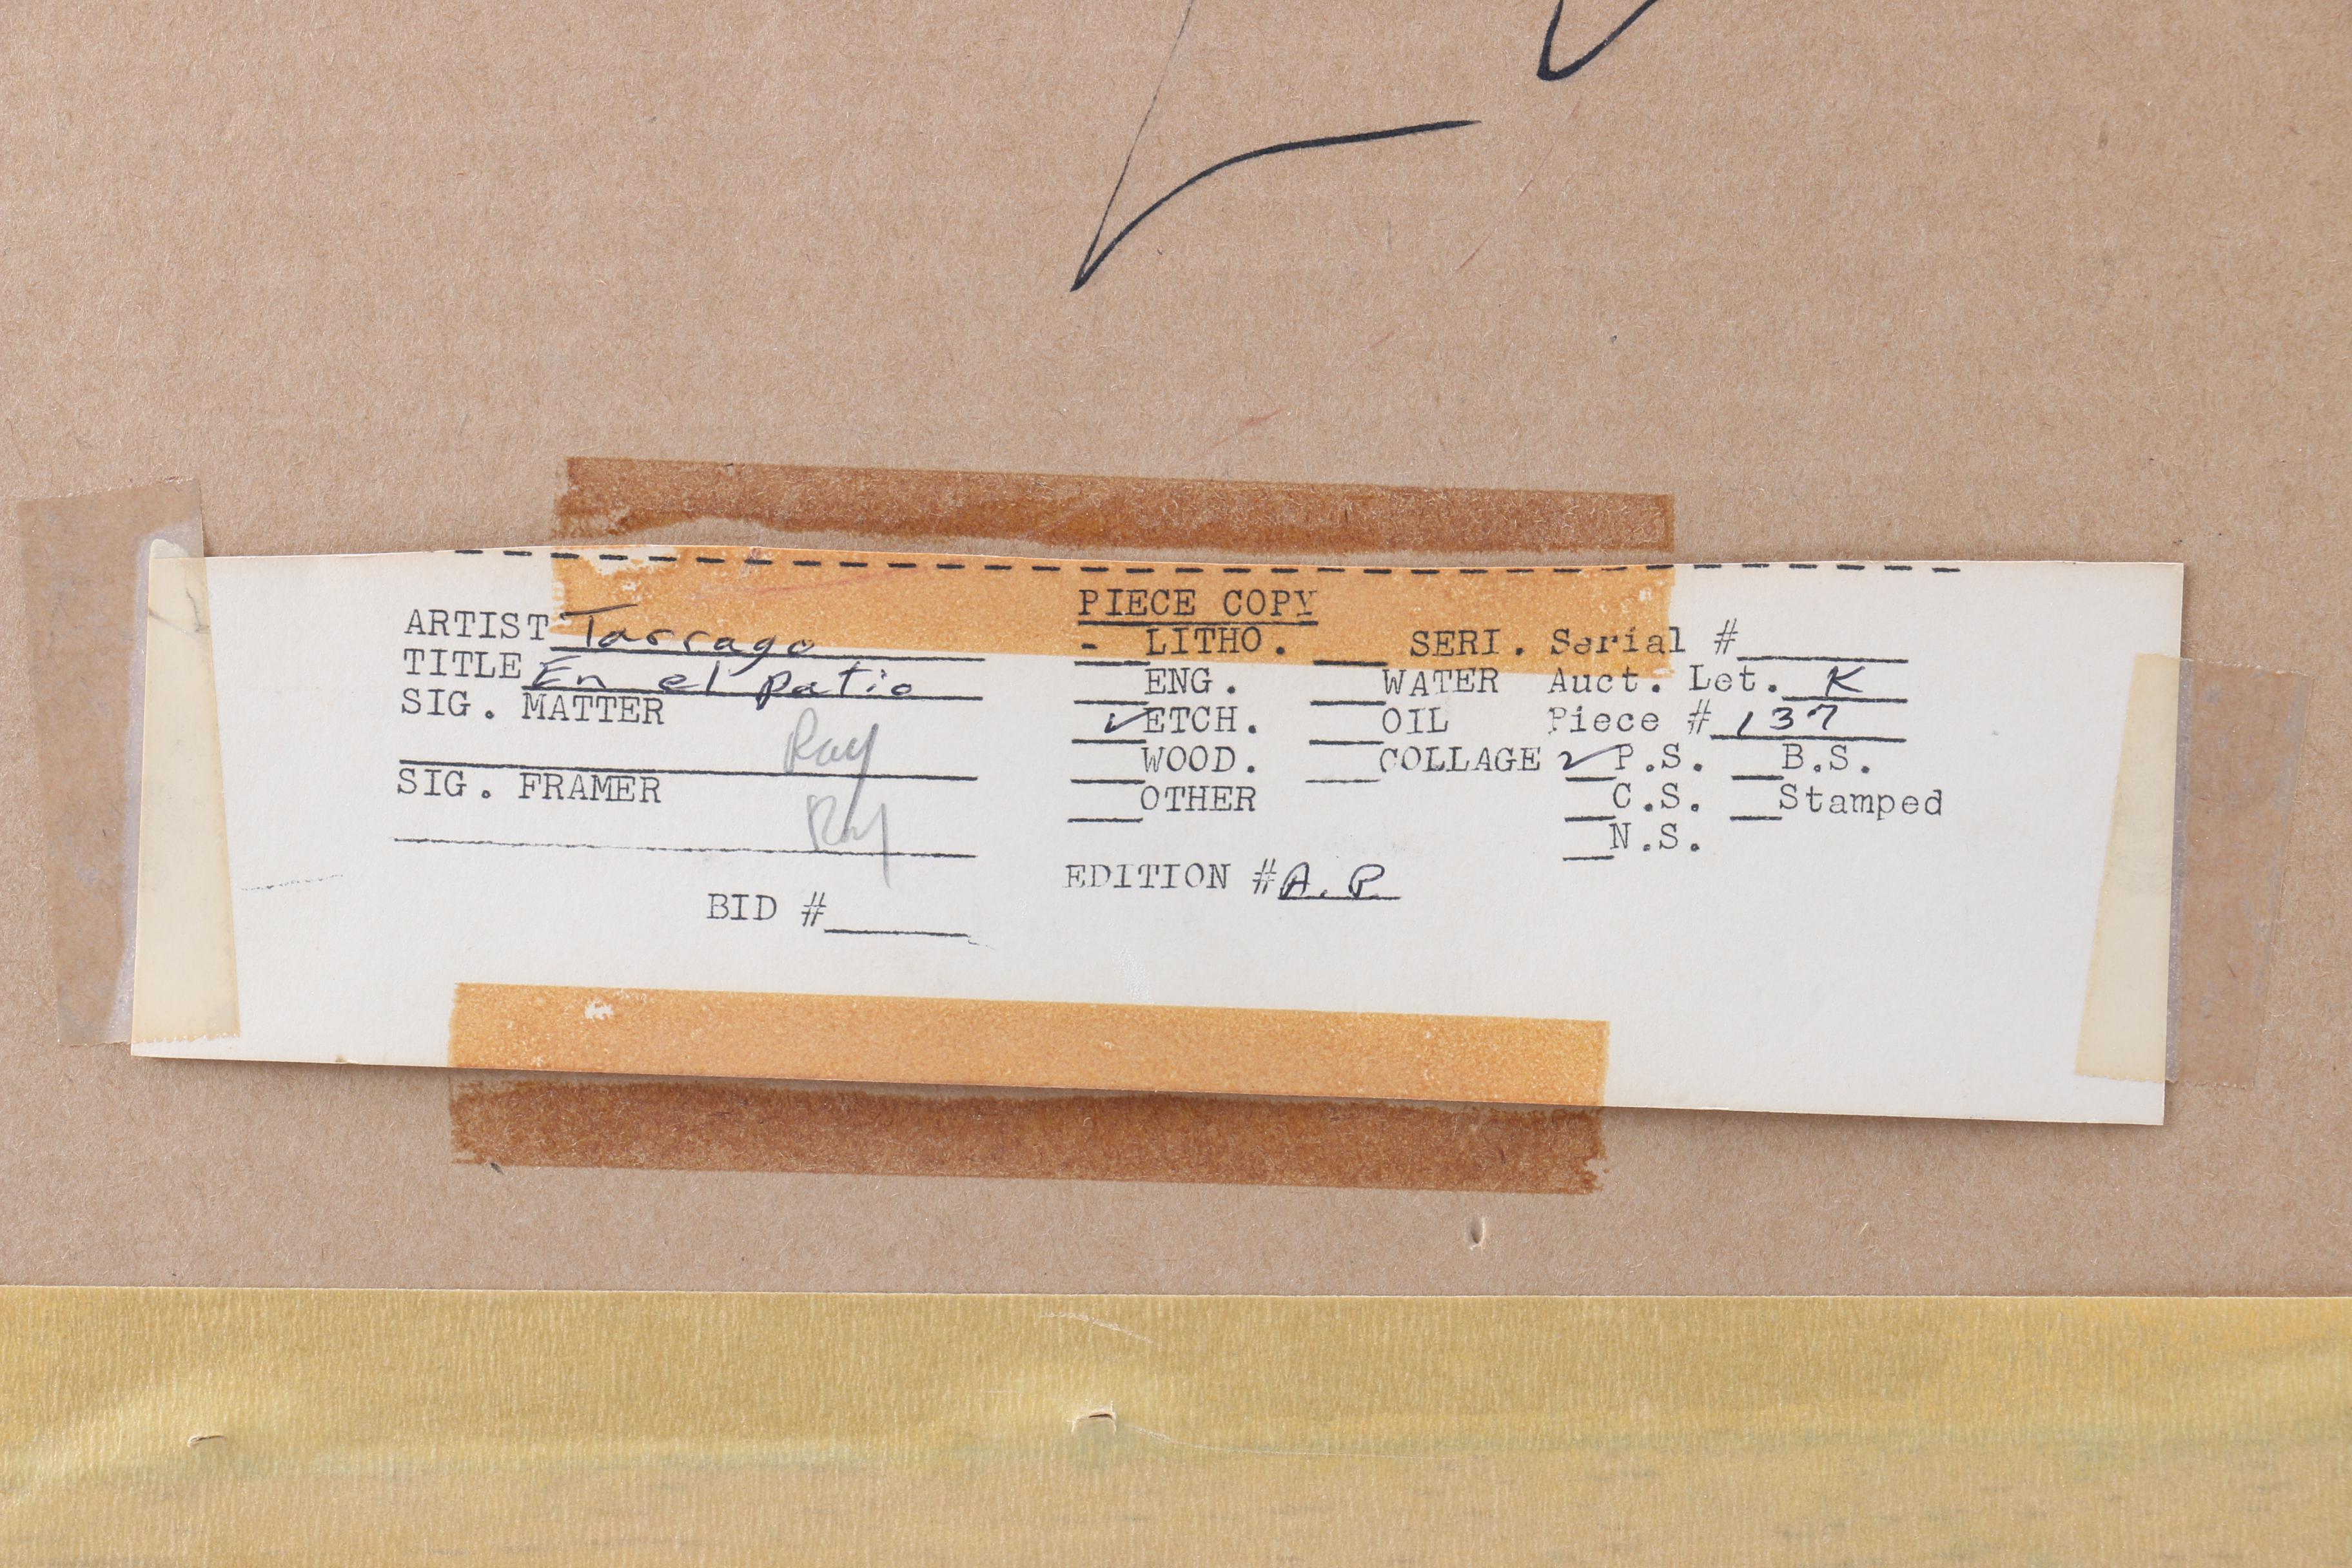 PIECE COPY
ARTIST Tarrago
TITLE En el patio
SIG. MATTER
Ray
SIG. FRAMER
Ray
BID #
- LITHO. SERI. Serial #
ENG. WATER Auct. Let. K
✓ ETCH. OIL Piece # 137
WOOD. COLLAGE ✓ P.S. B.S.
OTHER C.S. Stamped
N.S.
EDITION # A.P.